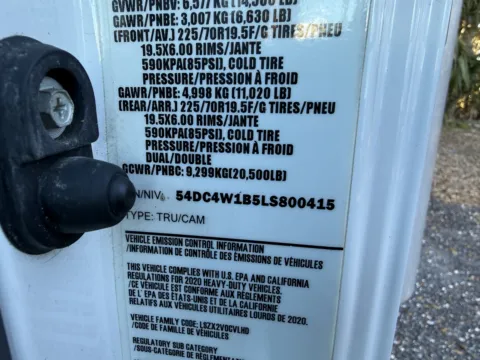 GVWR/PNBV: 6,577 KG (14,500 LB)
GAWR/PNBE: 3,007 KG (6,630 LB)
(FRONT/AV.) 225/70R19.5F/G TIRES/PNEU
19.5X6.00 RIMS/JANTE
590KPA(85PSI), COLD TIRE
PRESSURE/PRESSION À FROID
GAWR/PNBE: 4,998 KG (11,020 LB)
(REAR/ARR.) 225/70R19.5F/G TIRES/PNEU
19.5X6.00 RIMS/JANTE
590KPA(85PSI), COLD TIRE
PRESSURE/PRESSION À FROID
DUAL/DOUBLE
GCWR/PNBC: 9,299KG(20,500LB)
/NIV: 54DC4W1B5LS800415
TYPE: TRU/CAM
VEHICLE EMISSION CONTROL INFORMATION
/INFORMATION DE CONTRÔLE DES ÉMISSIONS DE VÉHICULES
THIS VEHICLE COMPLIES WITH U.S. EPA AND CALIFORNIA
REGULATIONS FOR 2020 HEAVY-DUTY VEHICLES.
/CE VÉHICULE EST CONFORME AUX RÈGLEMENTS
DE L'EPA DES ÉTATS-UNIS ET DE LA CALIFORNIE
RELATIFS AUX VÉHICULES UTILITAIRES LOURDS DE 2020.
VEHICLE FAMILY CODE: LSZX2VOCVLHD
/CODE DE FAMILLE DE VÉHICULES
REGULATORY SUB-CATEGORY
/SOUS-CATÉGORIE DE RÉGLEMEN